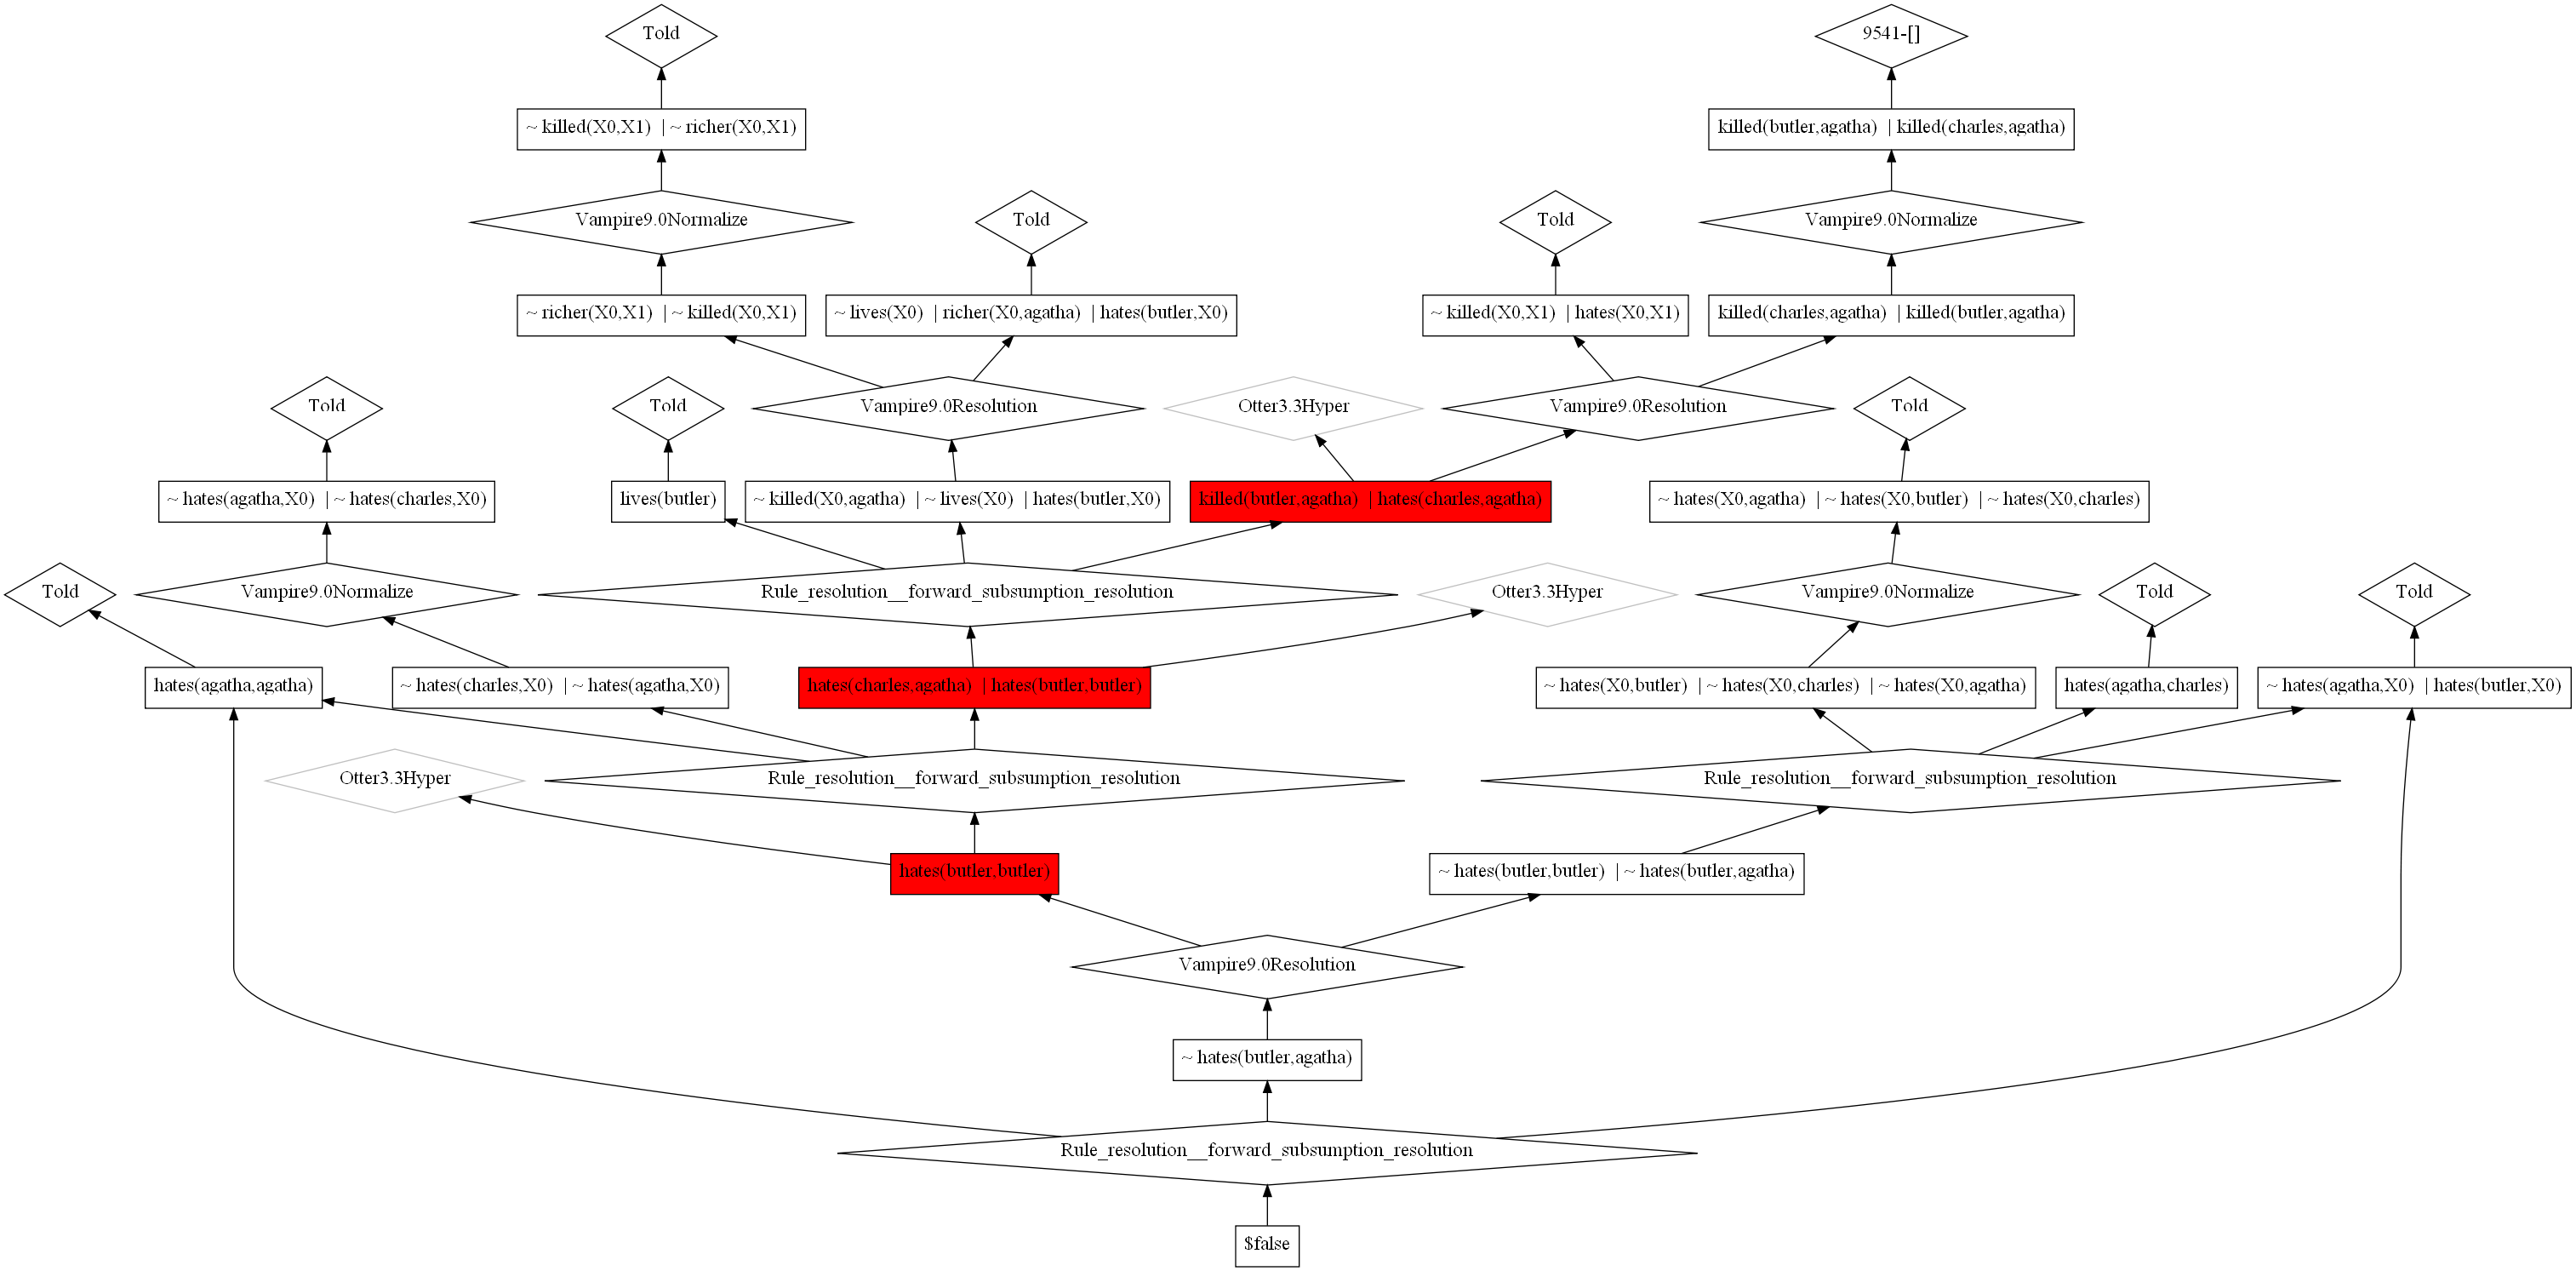 Told
9541-[]
~ killed(X0,X1) | ~ richer(X0,X1)
killed(butler,agatha) | killed(charles,agatha)
Vampire9.0Normalize
Told
Told
Vampire9.0Normalize
~ richer(X0,X1) | ~ killed(X0,X1)
~ lives(X0) | richer(X0,agatha) | hates(butler,X0)
~ killed(X0,X1) | hates(X0,X1)
killed(charles,agatha) | killed(butler,agatha)
Told
Told
Vampire9.0Resolution
Otter3.3Hyper
Vampire9.0Resolution
Told
~ hates(agatha,X0) | ~ hates(charles,X0)
lives(butler)
~ killed(X0,agatha) | ~ lives(X0) | hates(butler,X0)
killed(butler,agatha) | hates(charles,agatha)
~ hates(X0,agatha) | ~ hates(X0,butler) | ~ hates(X0,charles)
Told
Vampire9.0Normalize
Rule_resolution__forward_subsumption_resolution
Otter3.3Hyper
Vampire9.0Normalize
Told
Told
hates(agatha,agatha)
~ hates(charles,X0) | ~ hates(agatha,X0)
hates(charles,agatha) | hates(butler,butler)
~ hates(X0,butler) | ~ hates(X0,charles) | ~ hates(X0,agatha)
hates(agatha,charles)
~ hates(agatha,X0) | hates(butler,X0)
Otter3.3Hyper
Rule_resolution__forward_subsumption_resolution
Rule_resolution__forward_subsumption_resolution
hates(butler,butler)
~ hates(butler,butler) | ~ hates(butler,agatha)
Vampire9.0Resolution
~ hates(butler,agatha)
Rule_resolution__forward_subsumption_resolution
$false